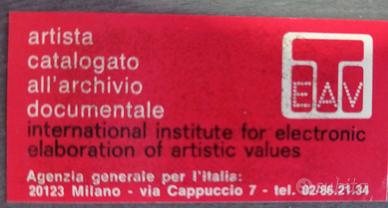 artista
catalogato
all'archivio
documentale
EAV
international institute for electronic
elaboration of artistic values
Agenzia generale per l'Italia:
20123 Milano - via Cappuccio 7 - tel. 02/86.21.34